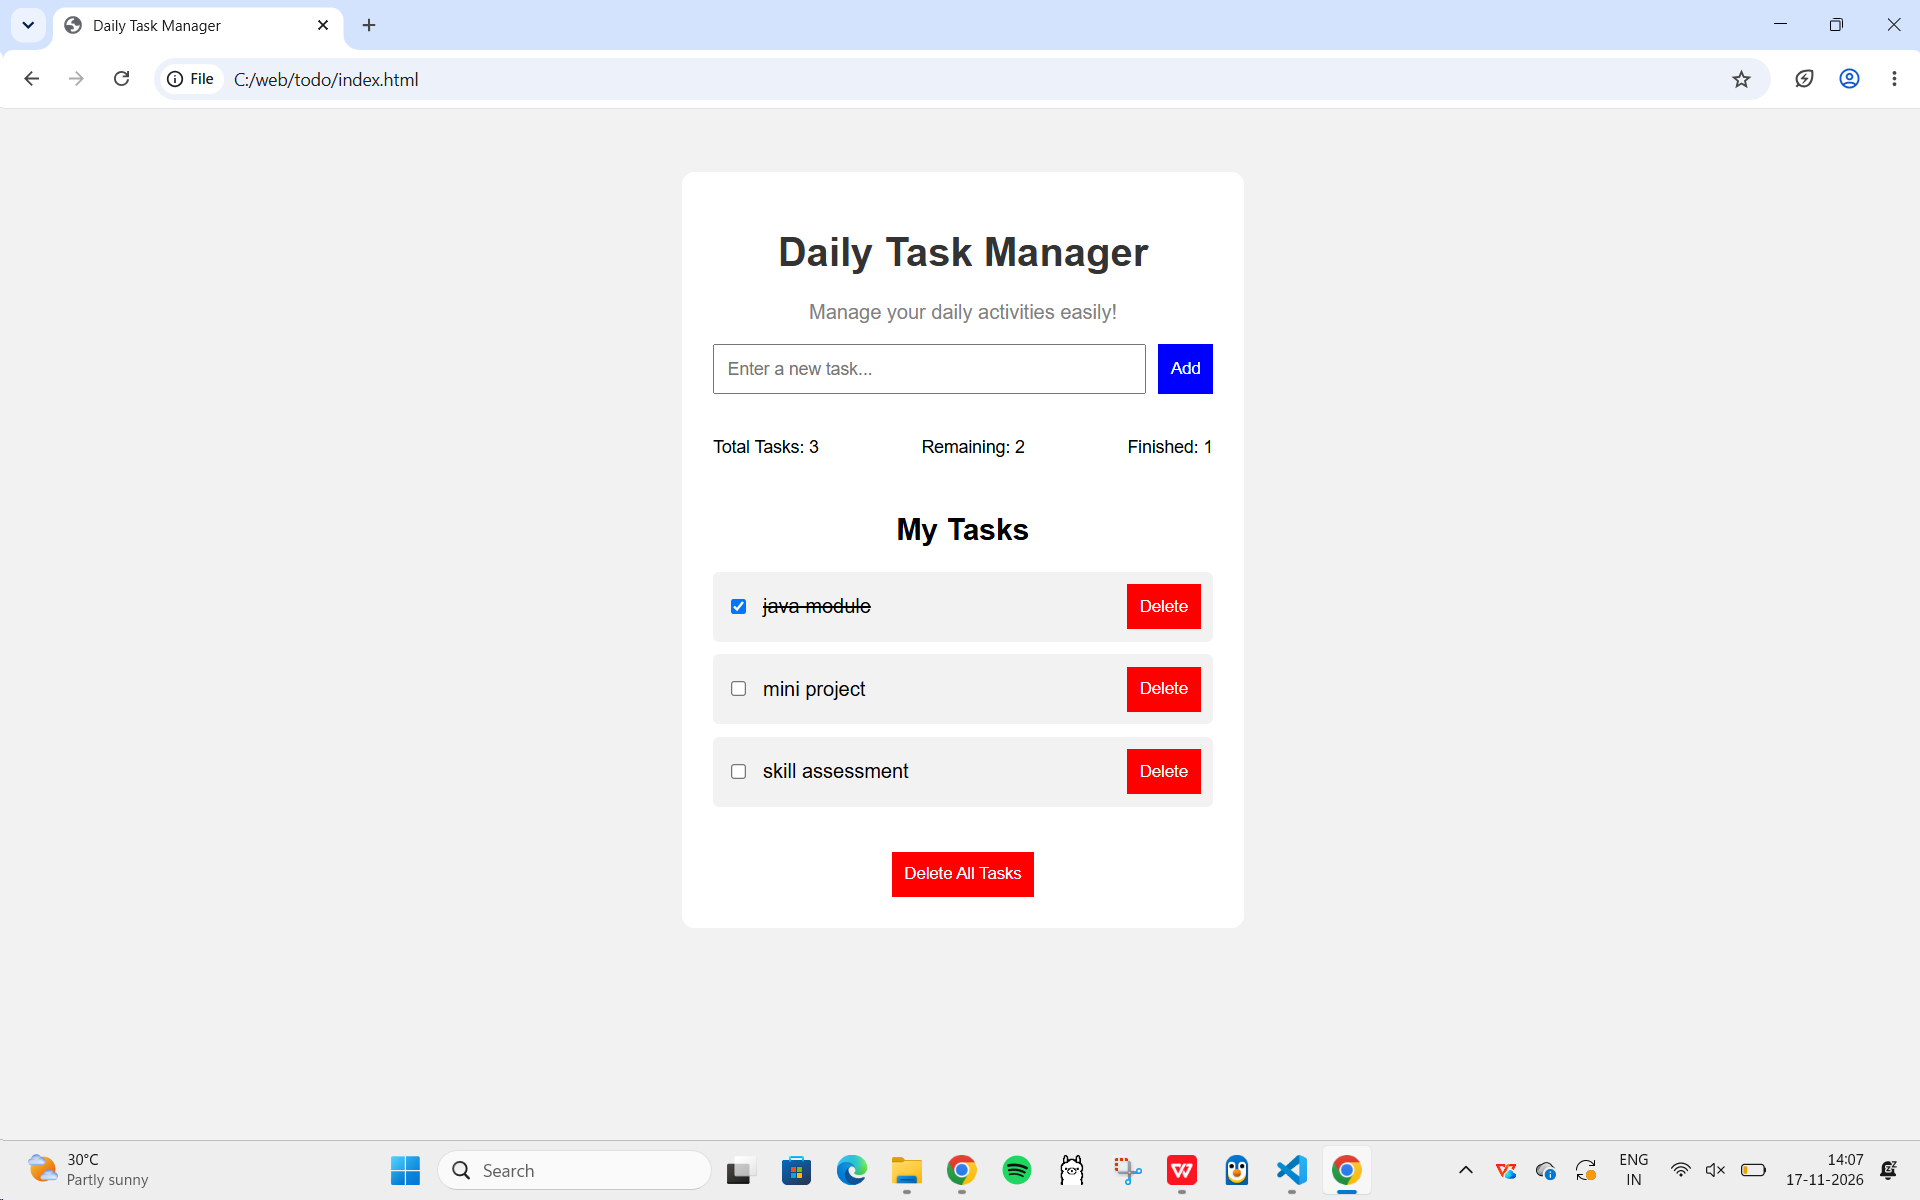 Daily Task Manager
File C:/web/todo/index.html
Daily Task Manager
Manage your daily activities easily!
Enter a new task... Add
Total Tasks: 3 Remaining: 2 Finished: 1
My Tasks
java module Delete
mini project Delete
skill assessment Delete
Delete All Tasks
30°C
Partly sunny
Search
ENG
IN
14:07
17-11-2026